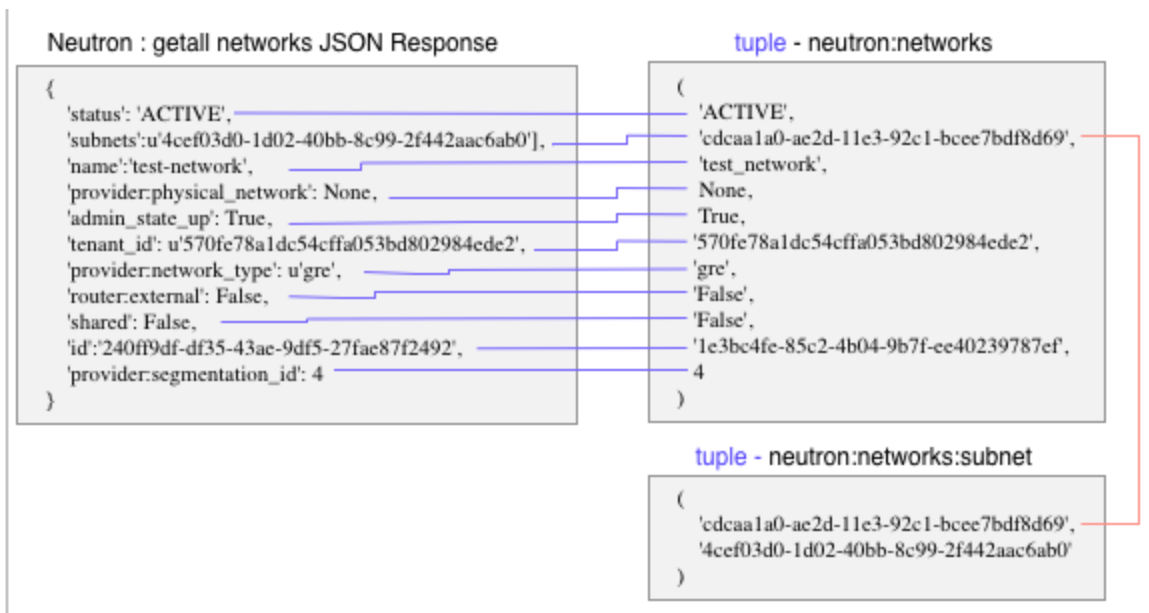 Neutron : getall networks JSON Response
{
'status': 'ACTIVE',
'subnets':u'4cef03d0-1d02-40bb-8c99-2f442aac6ab0'],
'name':'test-network',
'provider:physical_network': None,
'admin_state_up': True,
'tenant_id': u'570fe78a1dc54cffa053bd802984ede2',
'provider:network_type': u'gre',
'router:external': False,
'shared': False,
'id':'240ff9df-df35-43ae-9df5-27fae87f2492',
'provider:segmentation_id': 4
}
tuple - neutron:networks
(
'ACTIVE',
'cdcaa1a0-ae2d-11e3-92c1-bcee7bdf8d69',
'test_network',
None,
True,
'570fe78a1dc54cffa053bd802984ede2',
'gre',
'False',
'False',
'1e3bc4fe-85c2-4b04-9b7f-ee40239787ef',
4
)
tuple - neutron:networks:subnet
(
'cdcaa1a0-ae2d-11e3-92c1-bcee7bdf8d69',
'4cef03d0-1d02-40bb-8c99-2f442aac6ab0'
)